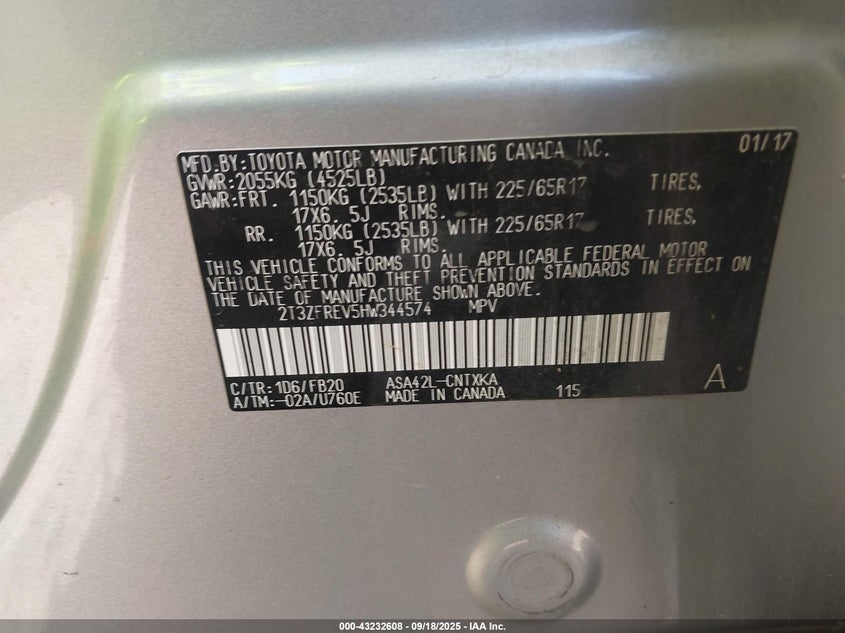 MFD.BY:TOYOTA MOTOR MANUFACTURING CANADA, INC. 01/17
GVWR:2055KG (4525LB)
GAWR:FRT. 1150KG (2535LB) WITH 225/65R17 TIRES,
17X6. 5J RIMS.
RR. 1150KG (2535LB) WITH 225/65R17 TIRES,
17X6. 5J RIMS.
THIS VEHICLE CONFORMS TO ALL APPLICABLE FEDERAL MOTOR
VEHICLE SAFETY AND THEFT PREVENTION STANDARDS IN EFFECT ON
THE DATE OF MANUFACTURE SHOWN ABOVE.
2T3ZFREV5HW344574 MPV
C/TR: 1D6/FB20 ASA42L-CNTXKA
A/TM:-02A/U760E MADE IN CANADA 115 A
000-43232608 - 09/18/2025 - IAA Inc.